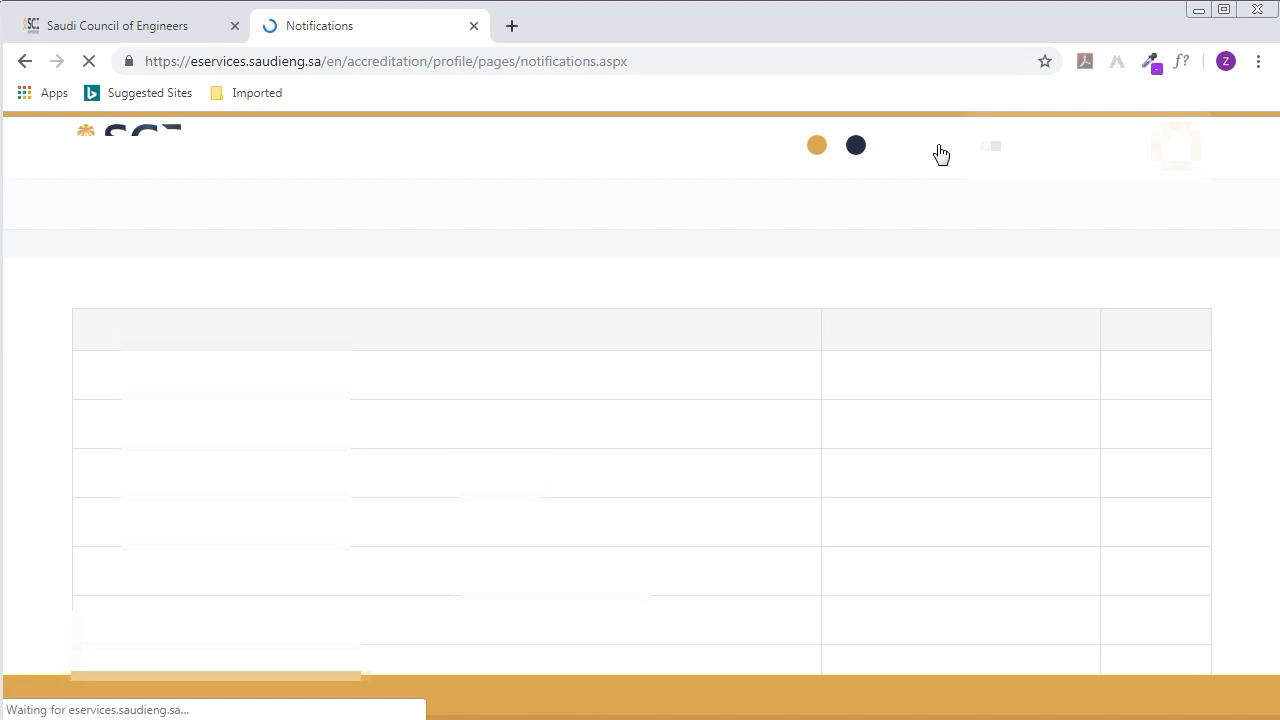 Saudi Council of Engineers
Notifications
https://eservices.saudieng.sa/en/accreditation/profile/pages/notifications.aspx
f?
Z
Apps
Suggested Sites
Imported
Waiting for eservices.saudieng.sa...